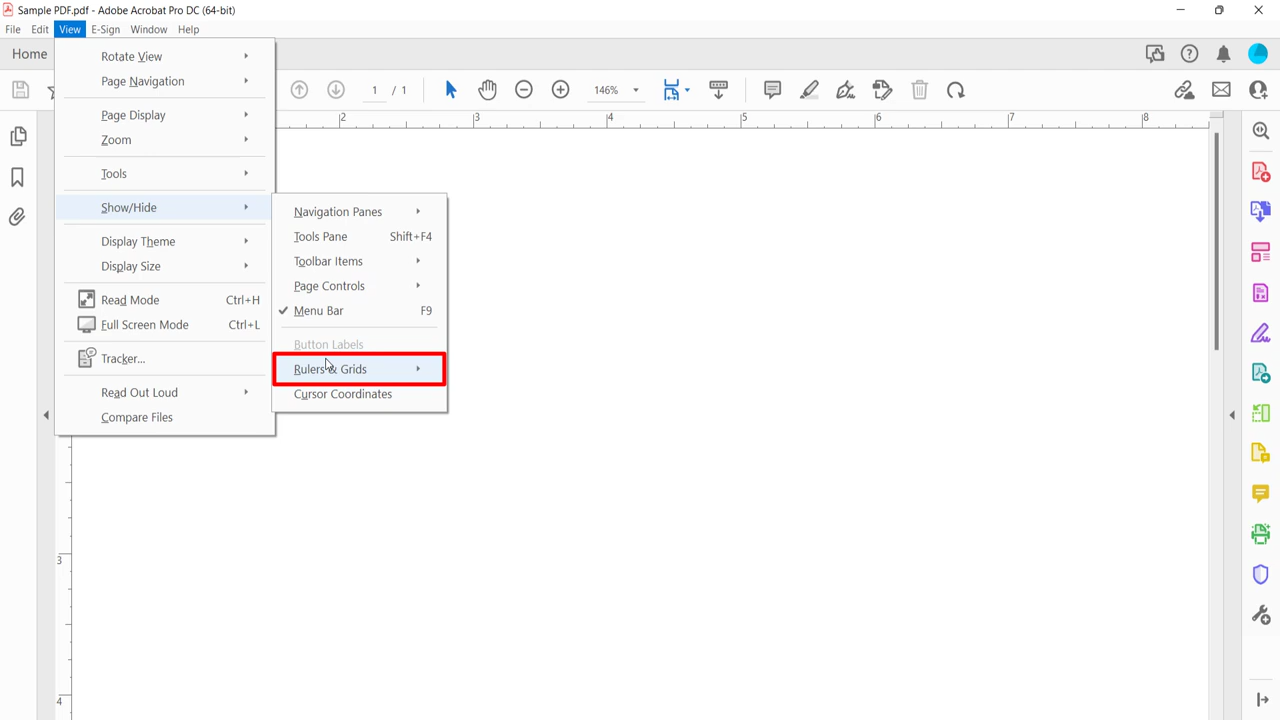 Sample PDF.pdf - Adobe Acrobat Pro DC (64-bit)
File Edit View E-Sign Window Help
Home
1 / 1 146%
2 3 4 5 6 7 8
Rotate View
Page Navigation
Page Display
Zoom
Tools
Show/Hide
Display Theme
Display Size
Read Mode Ctrl+H
Full Screen Mode Ctrl+L
Tracker...
Read Out Loud
Compare Files
Navigation Panes
Tools Pane Shift+F4
Toolbar Items
Page Controls
Menu Bar F9
Button Labels
Rulers & Grids
Cursor Coordinates
3
4